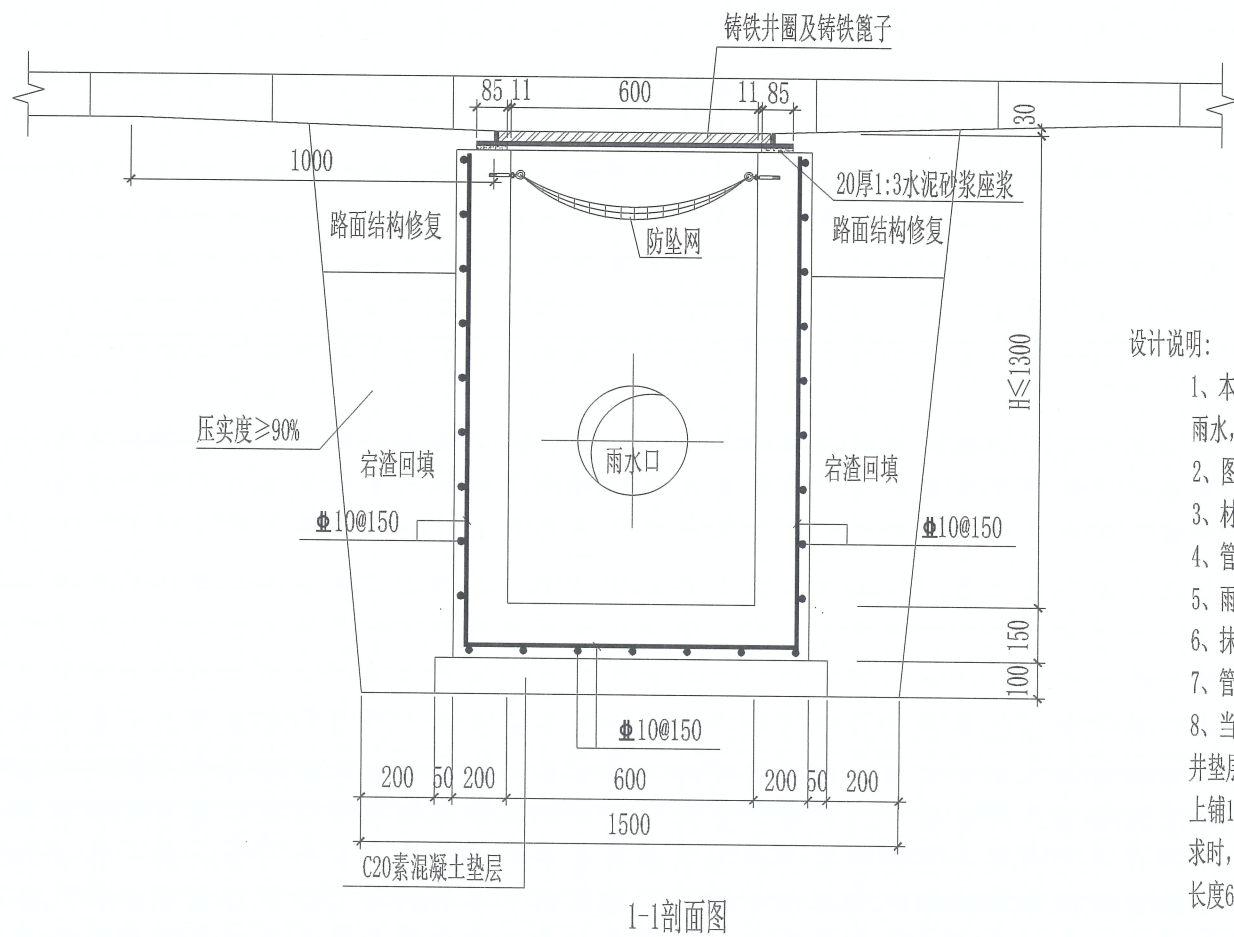 铸铁井圈及铸铁篦子
85 11 600 11 85
30
1000
20厚1:3水泥砂浆座浆
路面结构修复
防坠网
路面结构修复
H≤1300
压实度≥90%
宕渣回填
雨水口
宕渣回填
10@150
10@150
150
100
10@150
200 50 200 600 200 50 200
1500
C20素混凝土垫层
1-1剖面图
设计说明:
1、本
雨水,
2、图
3、材
4、管
5、雨
6、抹
7、管
8、当
井垫层
上铺1
求时,
长度6